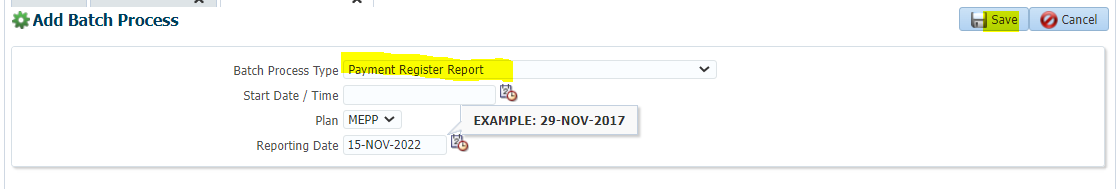 Add Batch Process
Save
Cancel
Batch Process Type Payment Register Report
Start Date / Time
Plan MEPP
EXAMPLE: 29-NOV-2017
Reporting Date 15-NOV-2022